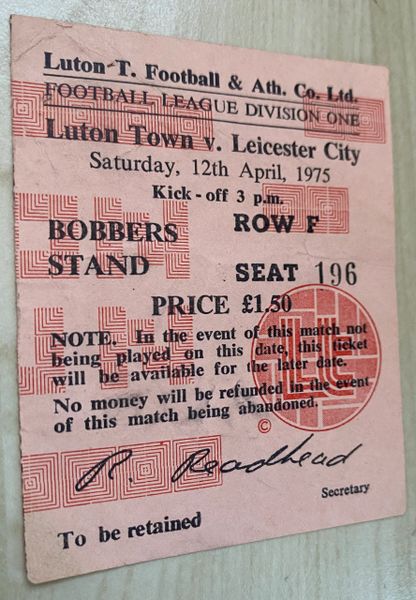 Luton T. Football & Ath. Co. Ltd.
FOOTBALL LEAGUE DIVISION ONE
Luton Town v. Leicester City
Saturday, 12th April, 1975
Kick-off 3 p.m.
BOBBERS ROW F
STAND SEAT 196
PRICE £1.50
NOTE. In the event of this match not
being played on this date, this ticket
will be available for the later date.
No money will be refunded in the event
of this match being abandoned.
©
R. Readhead
Secretary
To be retained